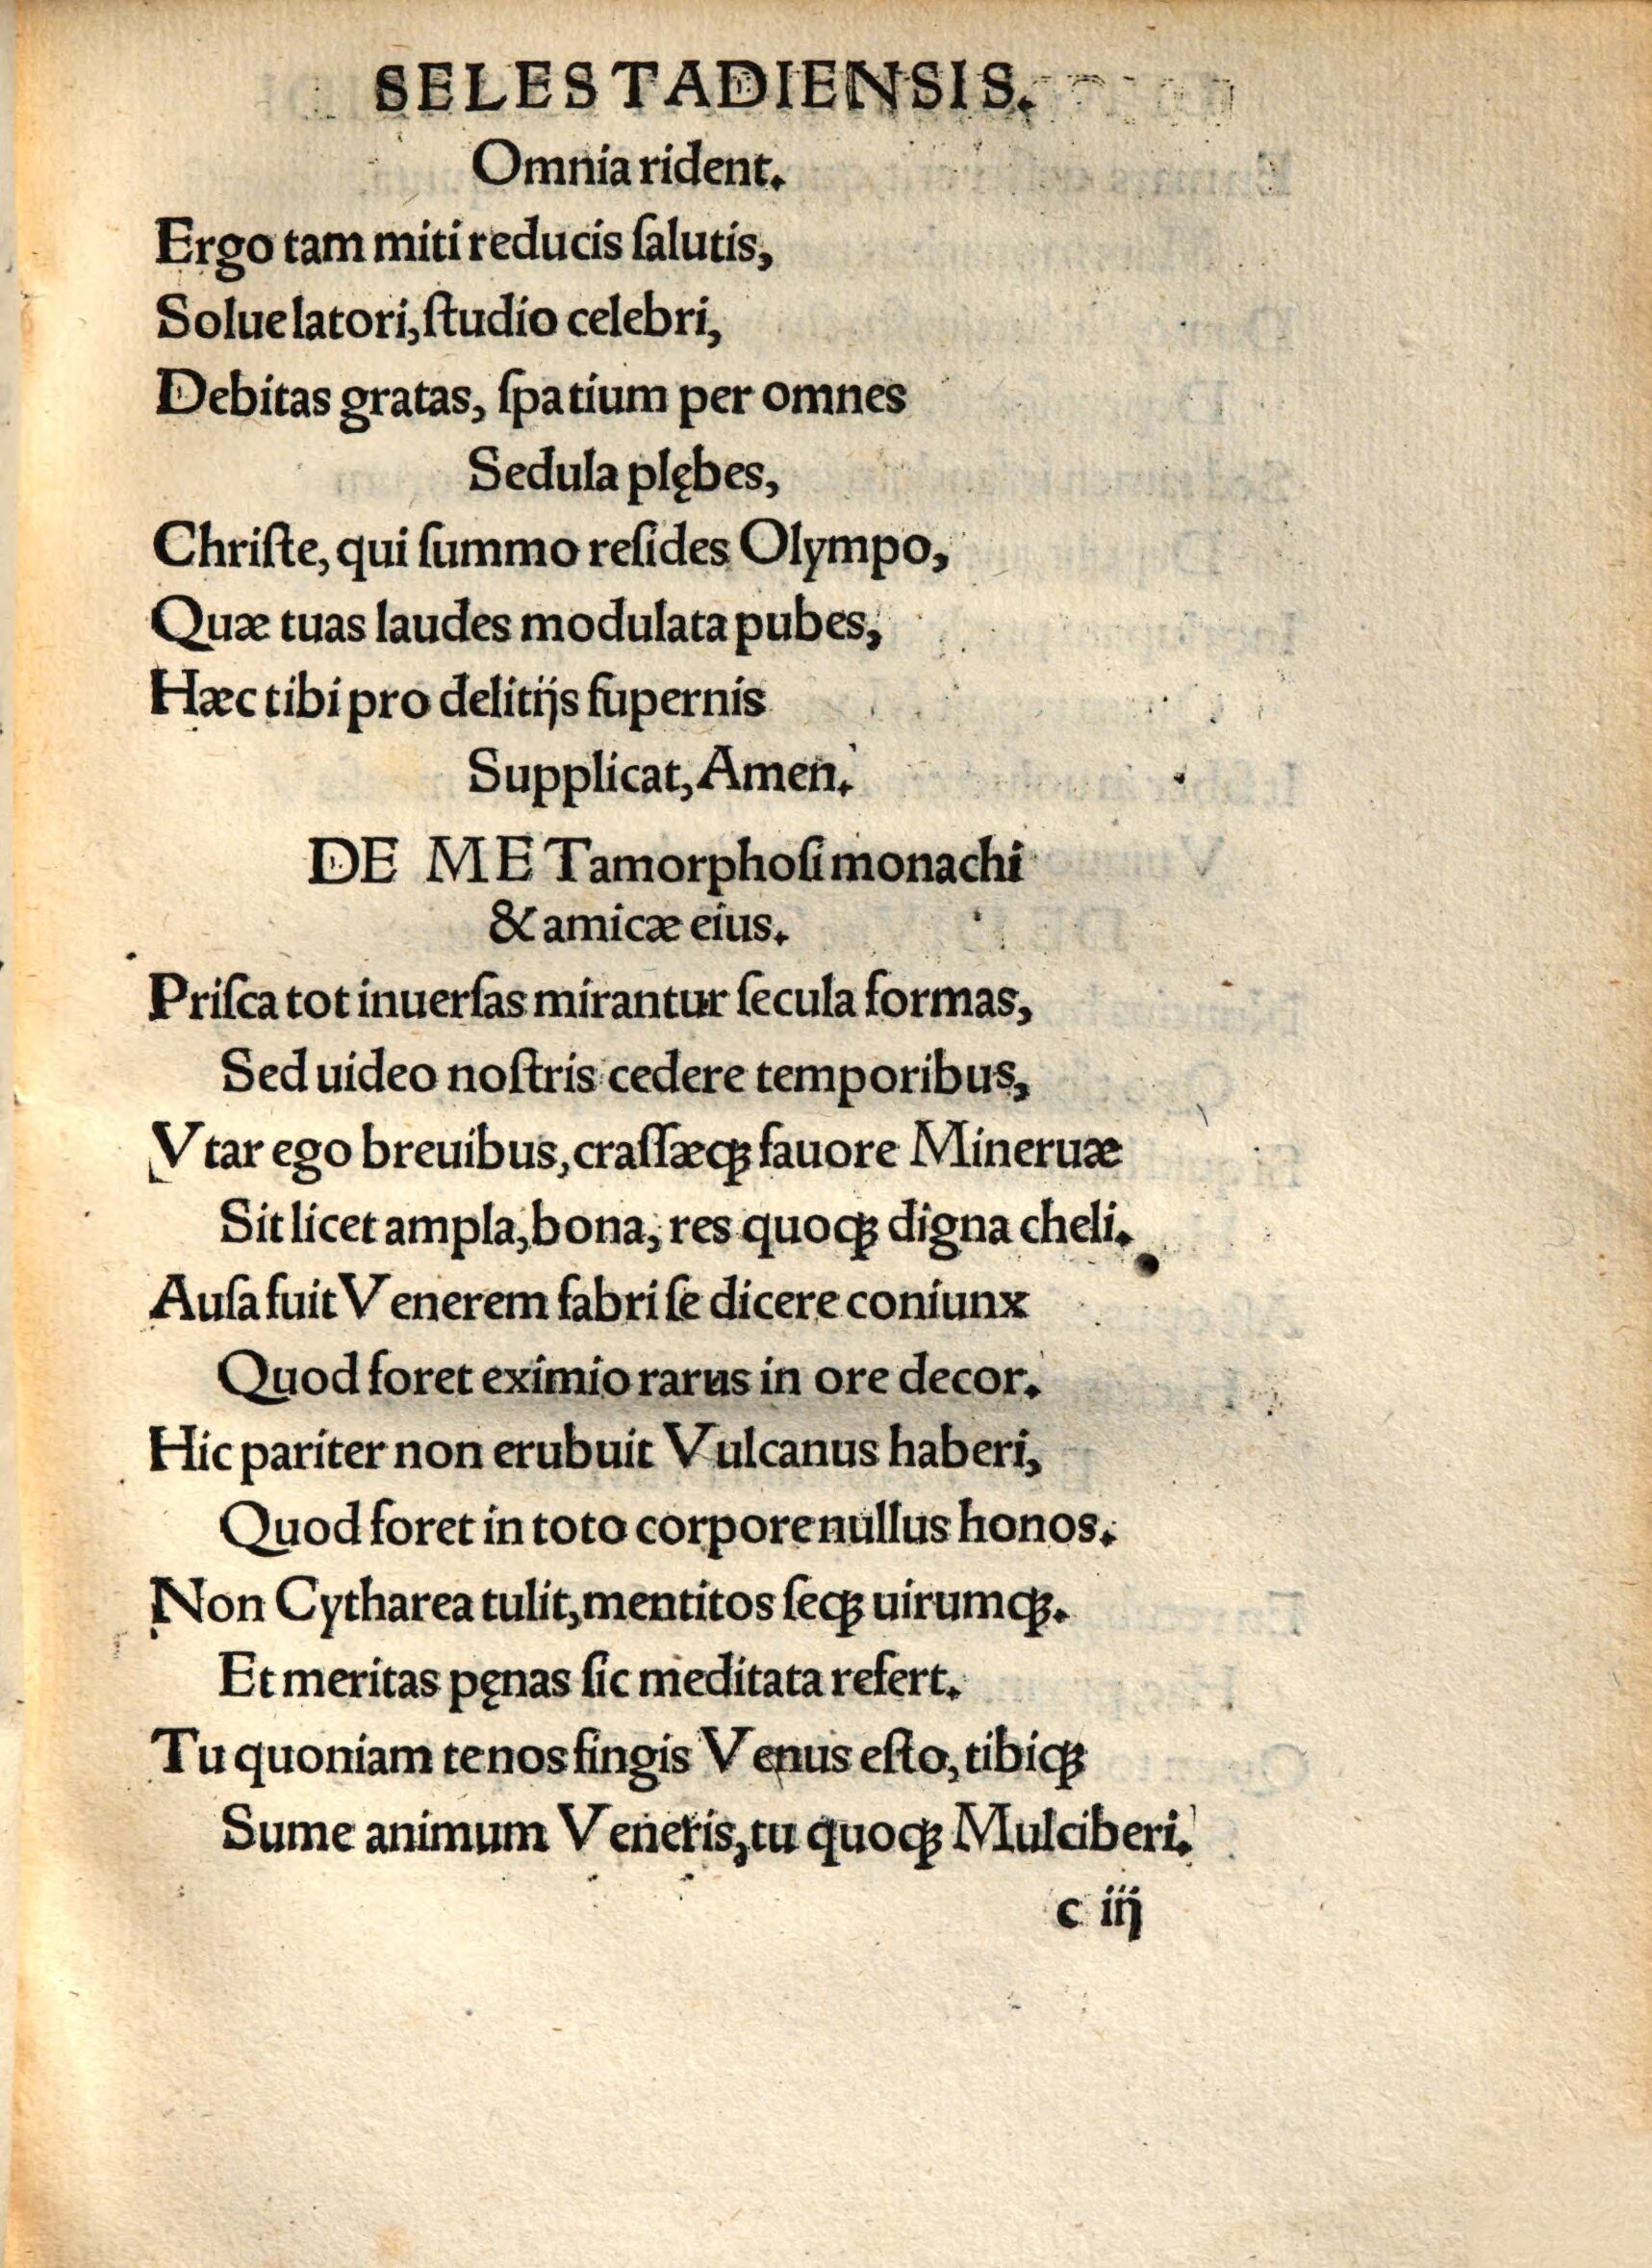 SELESTADIENSIS.
Omnia rident.
Ergo tam miti reducis ſalutis,
Solue latori, ſtudio celebri,
Debitas gratas, ſpatium per omnes
Sedula plębes,
Chriſte, qui ſummo reſides Olympo,
Quæ tuas laudes modulata pubes,
Hæc tibi pro delitijs ſupernis
Supplicat, Amen.
DE METamorphoſi monachi
& amicæ eius.
Priſca tot inuerſas mirantur ſecula formas,
Sed uideo noſtris cedere temporibus,
Vtar ego breuibus, craſſæꝗ fauore Mineruæ
Sit licet ampla, bona, res quoꝗ digna cheli.
Auſa fuit Venerem fabri ſe dicere coniunx
Quod foret eximio rarus in ore decor.
Hic pariter non erubuit Vulcanus haberi,
Quod foret in toto corpore nullus honos.
Non Cytharea tulit, mentitos ſeꝗ uirumꝗ.
Et meritas pęnas ſic meditata refert.
Tu quoniam te nos fingis Venus eſto, tibiꝗ
Sume animum Veneris, tu quoꝗ Mulciberi.
c iij